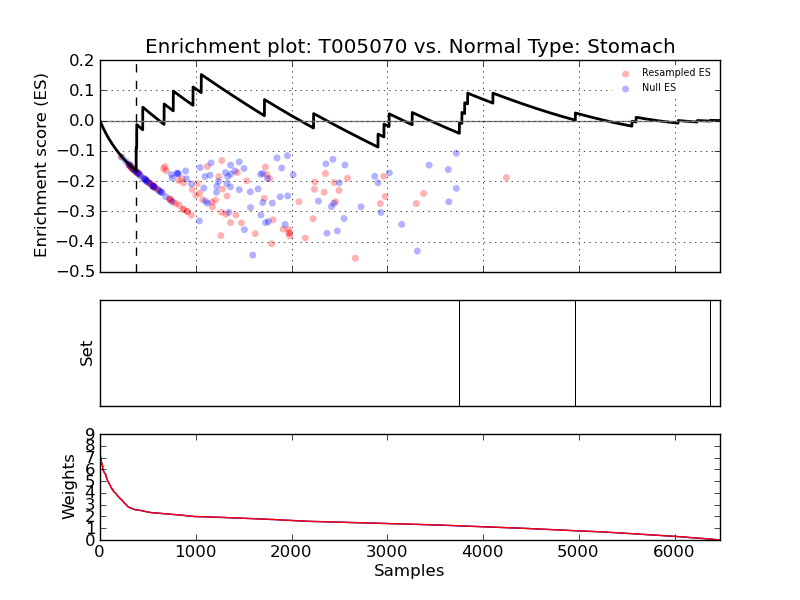 Enrichment plot: T005070 vs. Normal Type: Stomach
Enrichment score (ES)
0.2
0.1
0.0
−0.1
−0.2
−0.3
−0.4
−0.5
Resampled ES
Null ES
Set
Weights
9
8
7
6
5
4
3
2
1
0
0 1000 2000 3000 4000 5000 6000
Samples